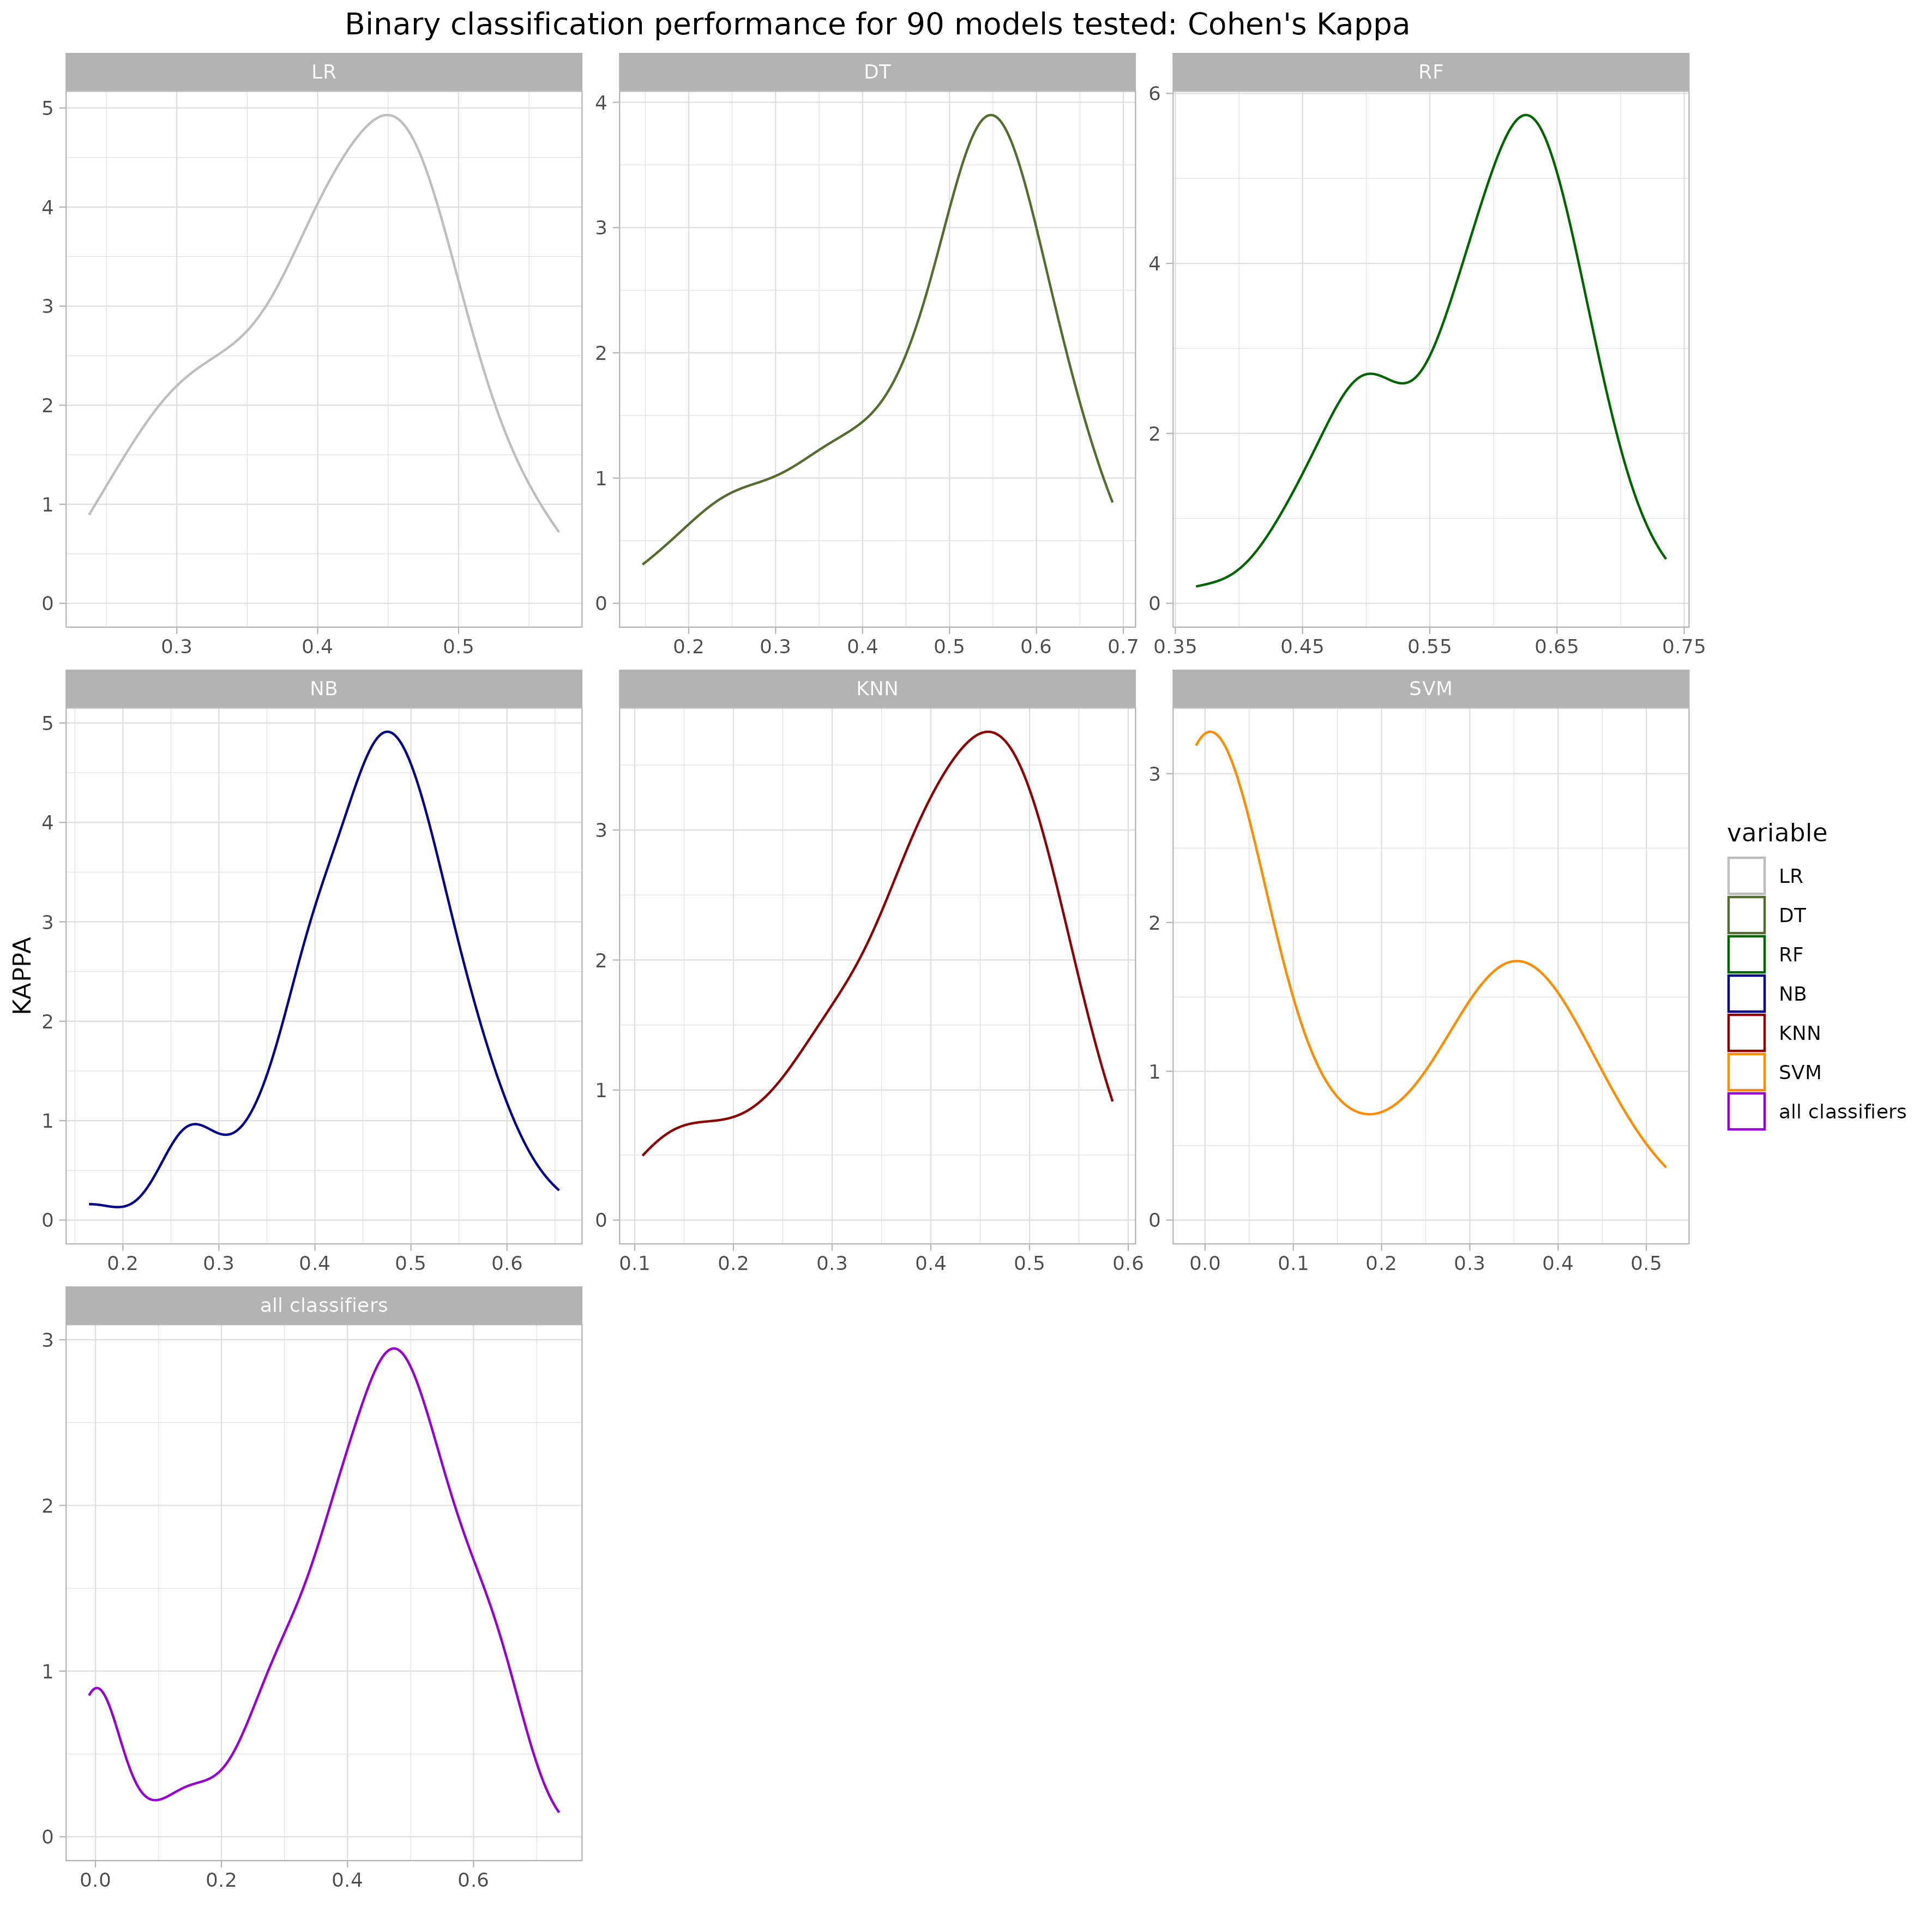 Binary classification performance for 90 models tested: Cohen's Kappa
LR
DT
RF
5
4
3
2
1
0
0.3 0.4 0.5
4
3
2
1
0
0.2 0.3 0.4 0.5 0.6 0.7
6
4
2
0
0.35 0.45 0.55 0.65 0.75
NB
KNN
SVM
5
4
3
2
1
0
0.2 0.3 0.4 0.5 0.6
3
2
1
0
0.1 0.2 0.3 0.4 0.5 0.6
3
2
1
0
0.0 0.1 0.2 0.3 0.4 0.5
KAPPA
all classifiers
3
2
1
0
0.0 0.2 0.4 0.6
variable
LR
DT
RF
NB
KNN
SVM
all classifiers